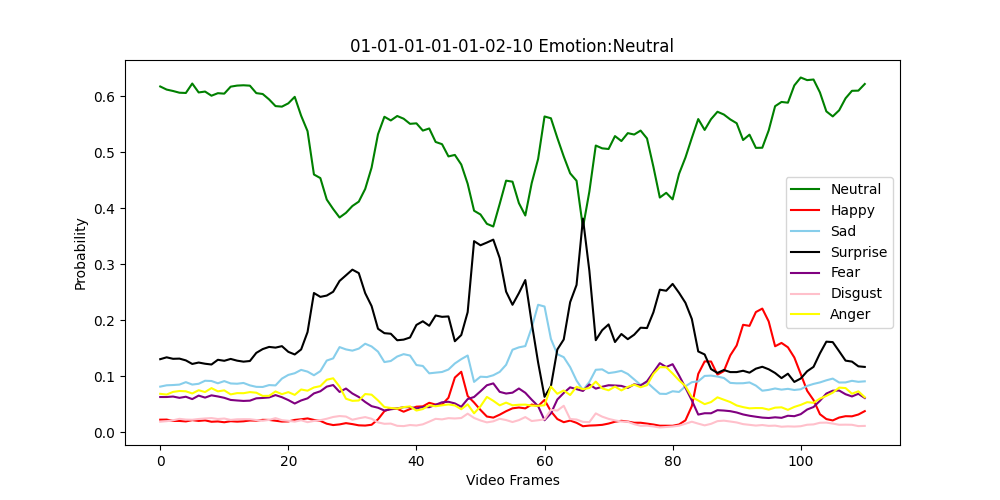 01-01-01-01-01-02-10 Emotion:Neutral
Probability
0.6
0.5
0.4
0.3
0.2
0.1
0.0
Neutral
Happy
Sad
Surprise
Fear
Disgust
Anger
0 20 40 60 80 100
Video Frames